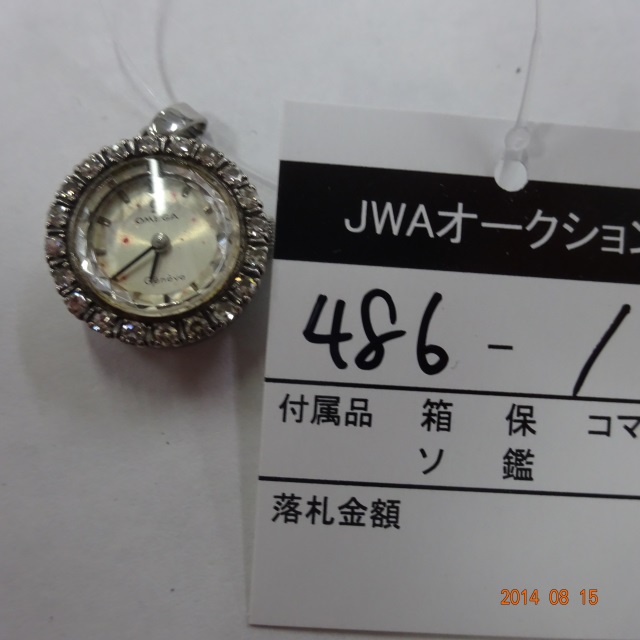 OMEGA
Genève
JWAオークション
486-1
付属品 箱 保 コマ
ソ 鑑
落札金額
2014 08 15